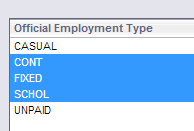 Official Employment Type
CASUAL
CONT
FIXED
SCHOL
UNPAID